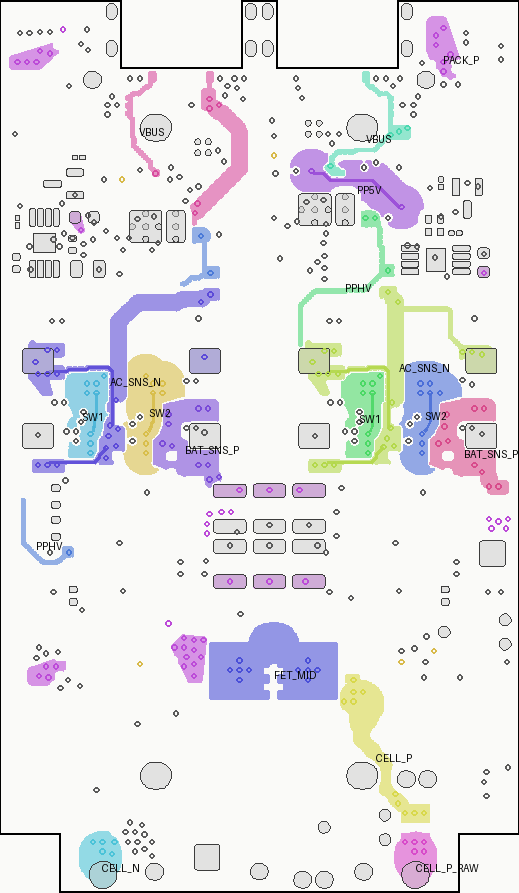 PACK_P
VBUS
VBUS
PP5V
PPHV
AC_SNS_N
AC_SNS_N
SW1
SW2
SW1
SW2
BAT_SNS_P
BAT_SNS_P
PPHV
FET_MID
CELL_P
CELL_N
CELL_P_RAW